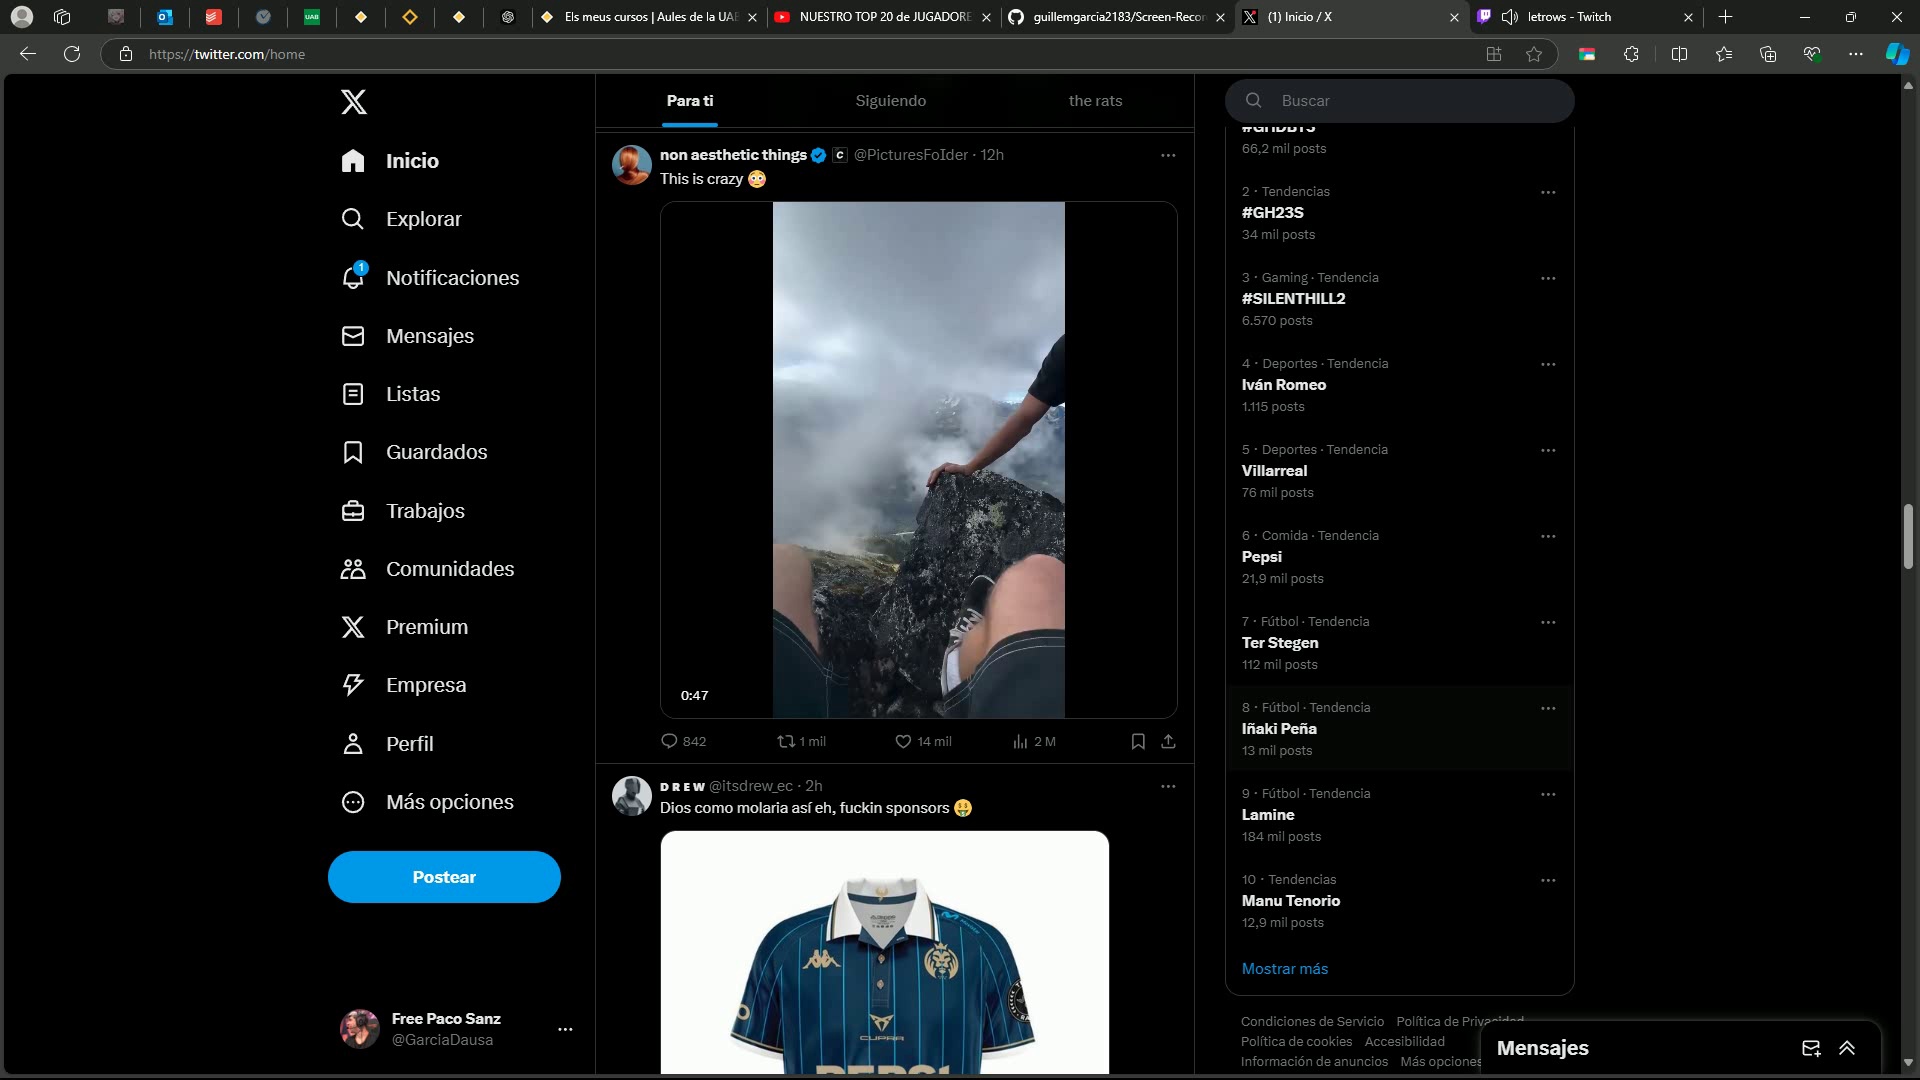 UAB
Els meus cursos | Aules de la UAB
NUESTRO TOP 20 de JUGADORE
guillemgarcia2183/Screen-Recor
(1) Inicio / X
letrows - Twitch
https://twitter.com/home
Inicio
Explorar
1
Notificaciones
Mensajes
Listas
Guardados
Trabajos
Comunidades
Premium
Empresa
Perfil
Más opciones
Postear
Free Paco Sanz
@GarciaDausa
Para ti
Siguiendo
the rats
non aesthetic things @PicturesFoIder · 12h
This is crazy 😳
0:47
842
1 mil
14 mil
2 M
DREW @itsdrew_ec · 2h
Dios como molaria así eh, fuckin sponsors 🤑
CUPRA
PEPSI
Buscar
#GHDBT3
66,2 mil posts
2 · Tendencias
#GH23S
34 mil posts
3 · Gaming · Tendencia
#SILENTHILL2
6.570 posts
4 · Deportes · Tendencia
Iván Romeo
1.115 posts
5 · Deportes · Tendencia
Villarreal
76 mil posts
6 · Comida · Tendencia
Pepsi
21,9 mil posts
7 · Fútbol · Tendencia
Ter Stegen
112 mil posts
8 · Fútbol · Tendencia
Iñaki Peña
13 mil posts
9 · Fútbol · Tendencia
Lamine
184 mil posts
10 · Tendencias
Manu Tenorio
12,9 mil posts
Mostrar más
Condiciones de Servicio Política de Privacidad
Política de cookies Accesibilidad
Información de anuncios Más opciones
Mensajes